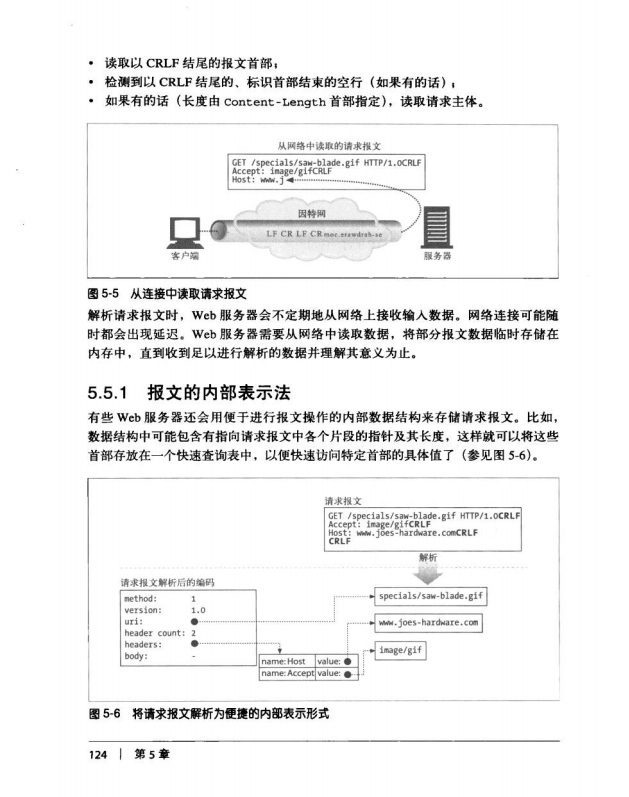 • 读取以 CRLF 结尾的报文首部；
• 检测到以 CRLF 结尾的、标识首部结束的空行（如果有的话）；
• 如果有的话（长度由 Content-Length 首部指定），读取请求主体。
从网络中读取的请求报文
GET /specials/saw-blade.gif HTTP/1.0CRLF
Accept: image/gifCRLF
Host: www.j
因特网
LF CR LF CR moc.erawdrah-se
客户端
服务器
图 5-5 从连接中读取请求报文
解析请求报文时，Web 服务器会不定期地从网络上接收输入数据。网络连接可能随
时都会出现延迟。Web 服务器需要从网络中读取数据，将部分报文数据临时存储在
内存中，直到收到足以进行解析的数据并理解其意义为止。
5.5.1 报文的内部表示法
有些 Web 服务器还会用便于进行报文操作的内部数据结构来存储请求报文。比如，
数据结构中可能包含有指向请求报文中各个片段的指针及其长度，这样就可以将这些
首部存放在一个快速查询表中，以便快速访问特定首部的具体值了（参见图 5-6）。
请求报文
GET /specials/saw-blade.gif HTTP/1.0CRLF
Accept: image/gifCRLF
Host: www.joes-hardware.comCRLF
CRLF
解析
请求报文解析后的编码
method: 1
version: 1.0
uri:
header count: 2
headers:
body: -
specials/saw-blade.gif
www.joes-hardware.com
image/gif
name:Host value:
name:Accept value:
图 5-6 将请求报文解析为便捷的内部表示形式
124 | 第 5 章